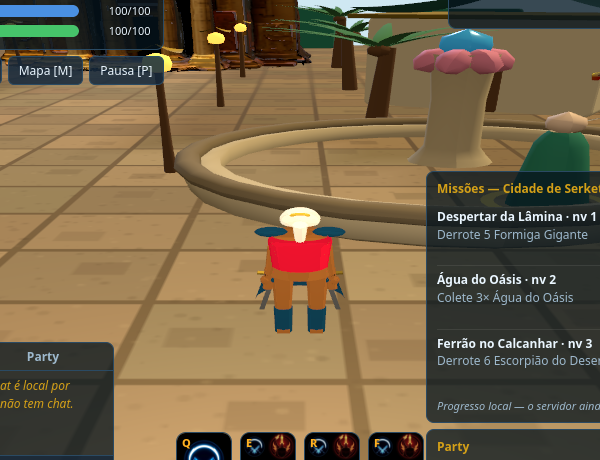 100/100
100/100
Mapa [M]
Pausa [P]
Missões — Cidade de Serket
Despertar da Lâmina · nv 1
Derrote 5 Formiga Gigante
Água do Oásis · nv 2
Colete 3× Água do Oásis
Ferrão no Calcanhar · nv 3
Derrote 6 Escorpião do Deser
Progresso local — o servidor aind
Party
at é local por
não tem chat.
Q
E
R
F
Party